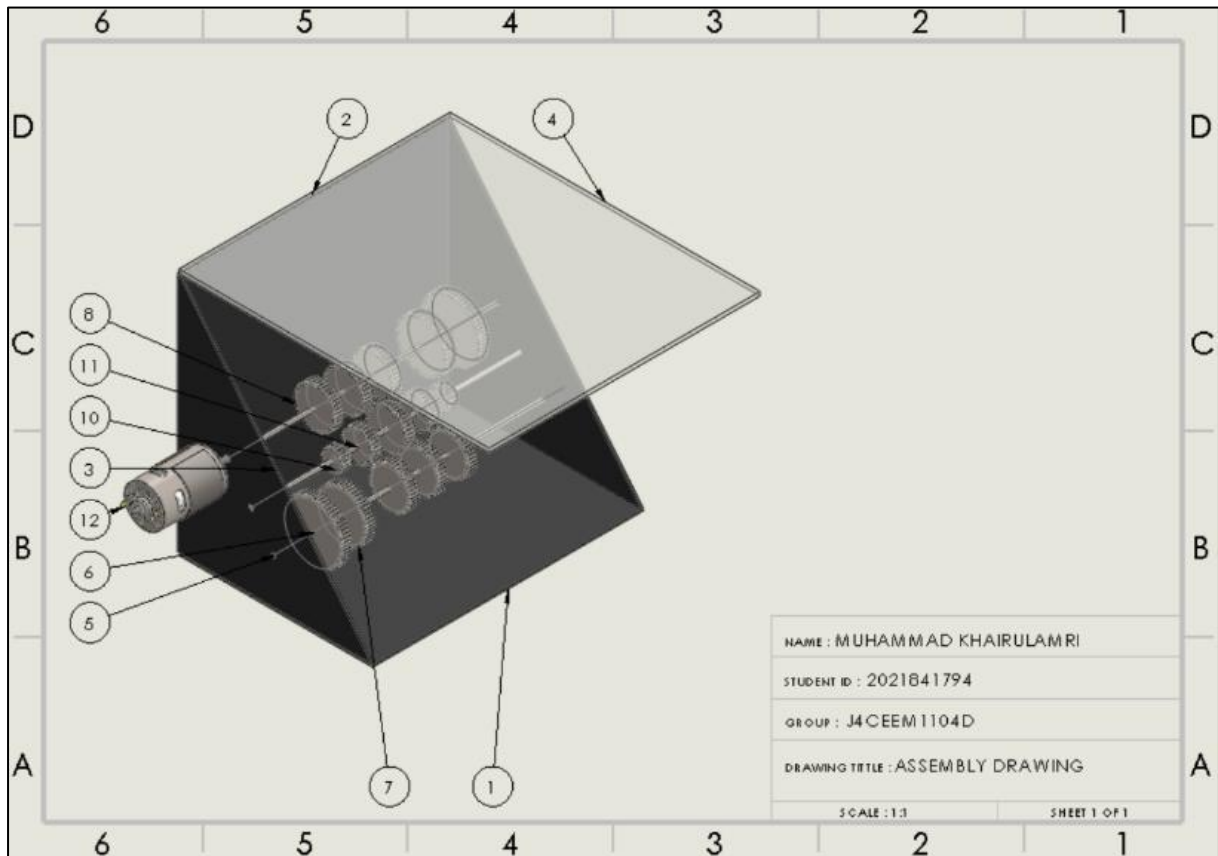 6 5 4 3 2 1
D D
2 4
8
C C
11
10
3
12
B B
6
5
NAME : MUHAMMAD KHAIRULAMRI
STUDENT ID : 2021841794
GROUP : J4CEEM1104D
A A
7 1
DRAWING TITTLE : ASSEMBLY DRAWING
SCALE : 1:1 SHEET 1 OF 1
6 5 4 3 2 1